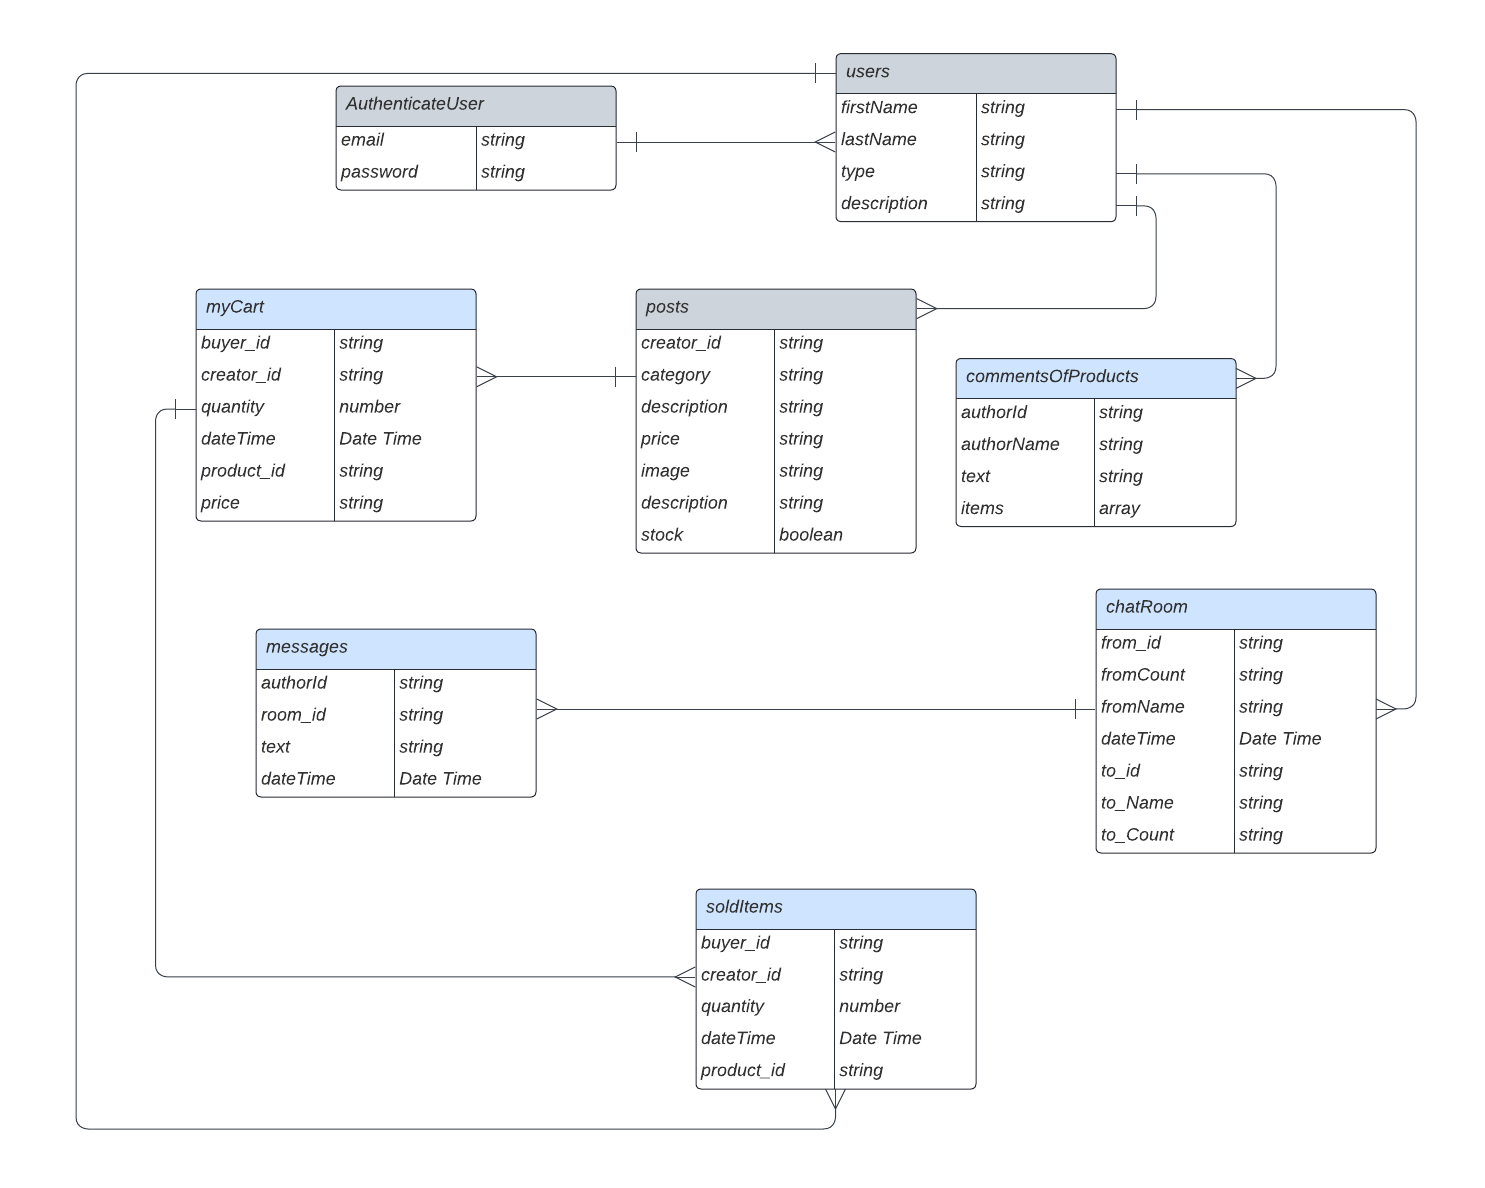 users
firstName string
lastName string
type string
description string
AuthenticateUser
email string
password string
myCart
buyer_id string
creator_id string
quantity number
dateTime Date Time
product_id string
price string
posts
creator_id string
category string
description string
price string
image string
description string
stock boolean
commentsOfProducts
authorId string
authorName string
text string
items array
chatRoom
from_id string
fromCount string
fromName string
dateTime Date Time
to_id string
to_Name string
to_Count string
messages
authorId string
room_id string
text string
dateTime Date Time
soldItems
buyer_id string
creator_id string
quantity number
dateTime Date Time
product_id string